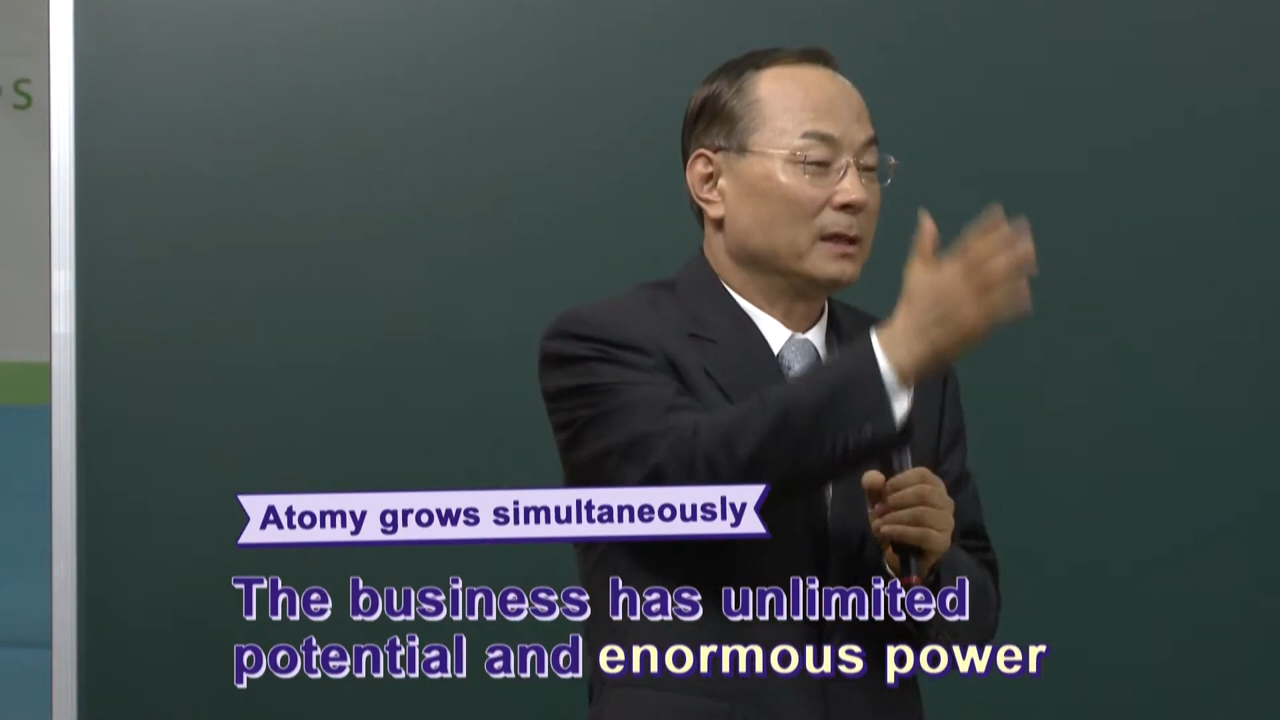 s
Atomy grows simultaneously
The business has unlimited
potential and enormous power